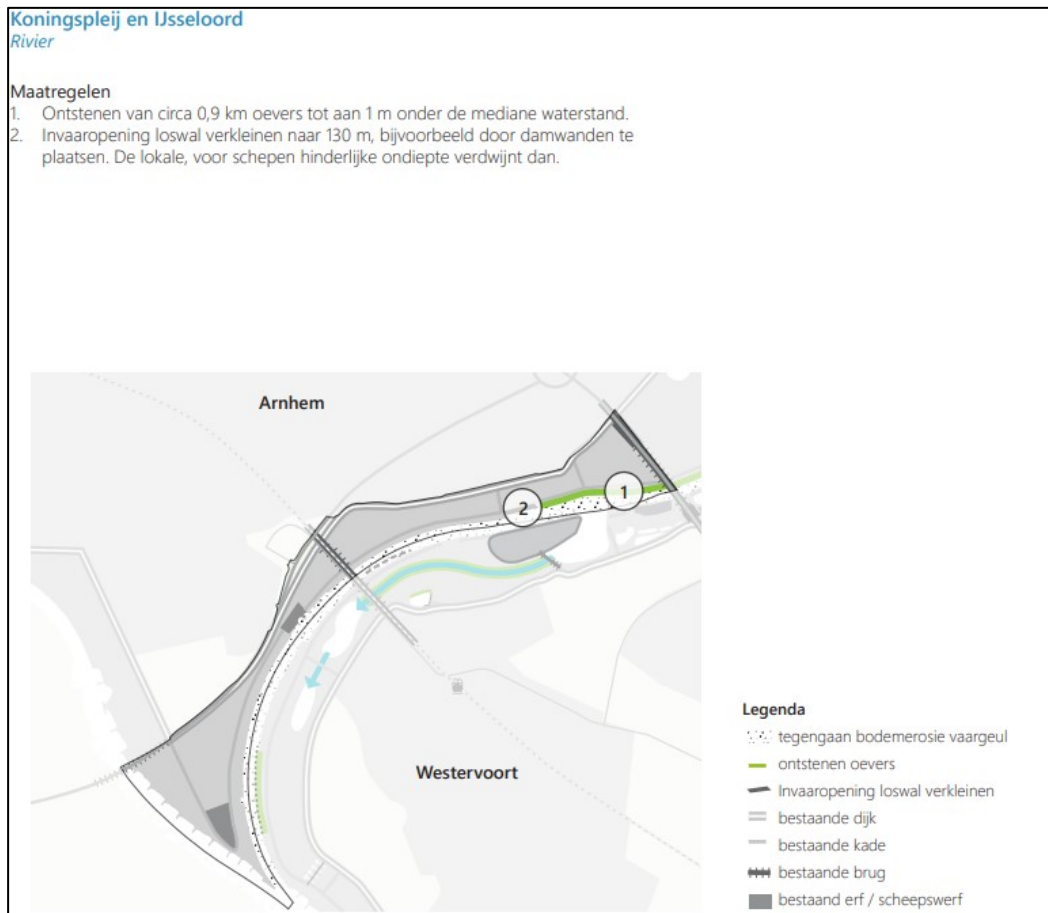 Koningspleij en IJsseloord
Rivier
Maatregelen
1. Ontstenen van circa 0,9 km oevers tot aan 1 m onder de mediane waterstand.
2. Invaaropening loswal verkleinen naar 130 m, bijvoorbeeld door damwanden te
plaatsen. De lokale, voor schepen hinderlijke ondiepte verdwijnt dan.
Arnhem
1
2
Westervoort
Legenda
tegengaan bodemerosie vaargeul
ontstenen oevers
Invaaropening loswal verkleinen
bestaande dijk
bestaande kade
bestaande brug
bestaand erf / scheepswerf